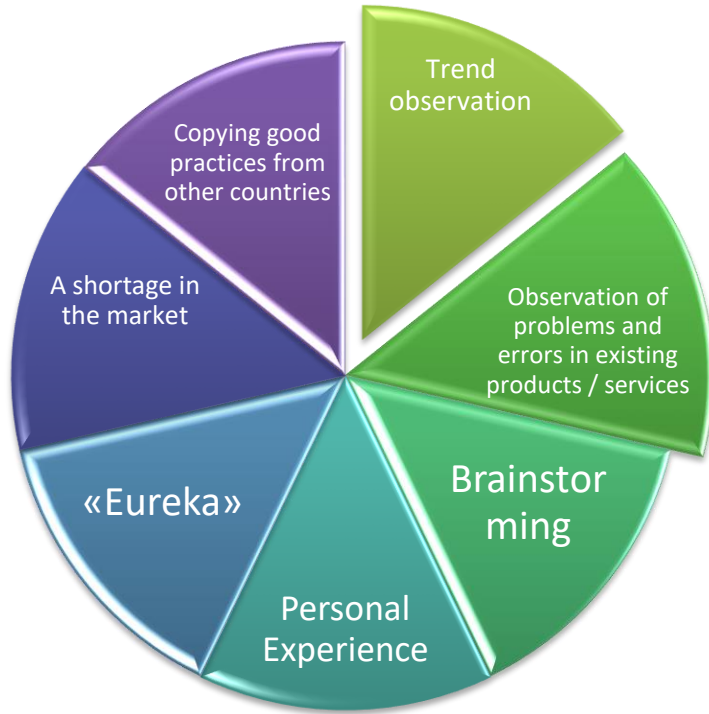 Trend
observation
Observation of
problems and
errors in existing
products / services
Brainstor
ming
Personal
Experience
«Eureka»
A shortage in
the market
Copying good
practices from
other countries